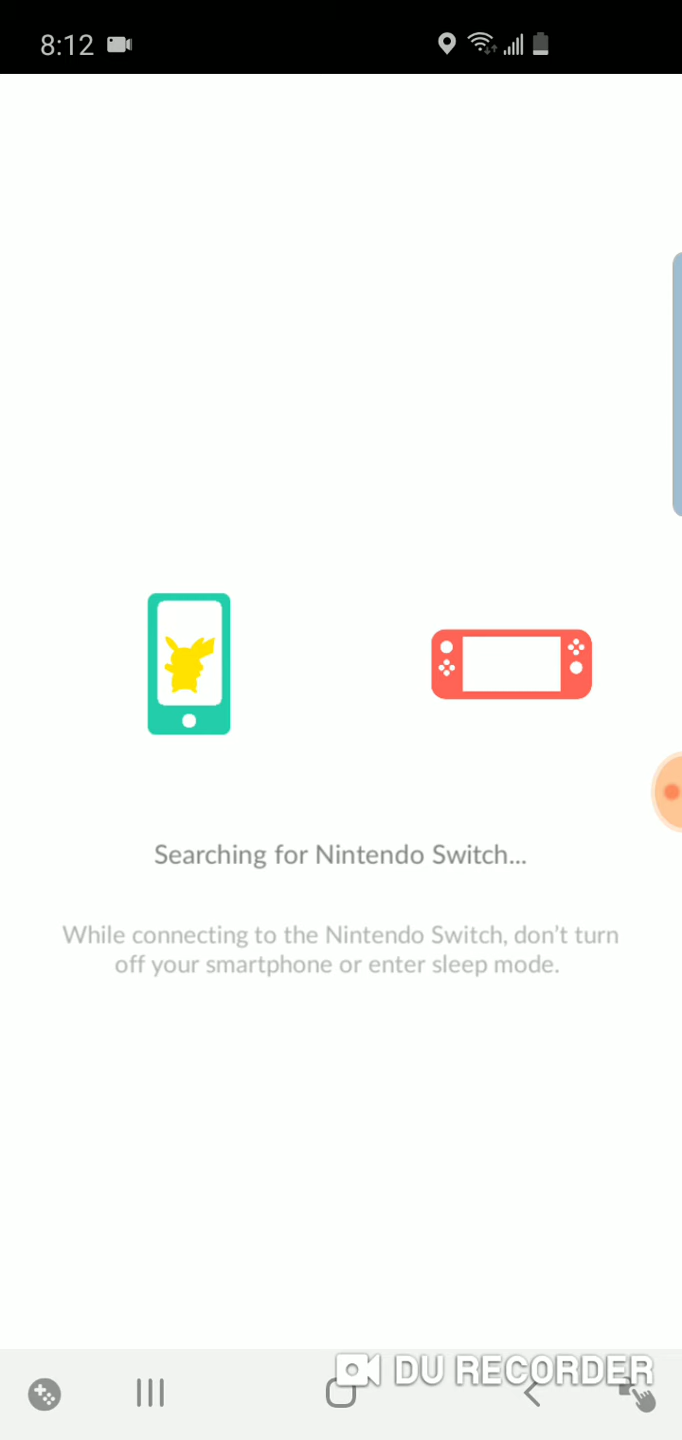 8:12
Searching for Nintendo Switch...
While connecting to the Nintendo Switch, don't turn
off your smartphone or enter sleep mode.
DU RECORDER